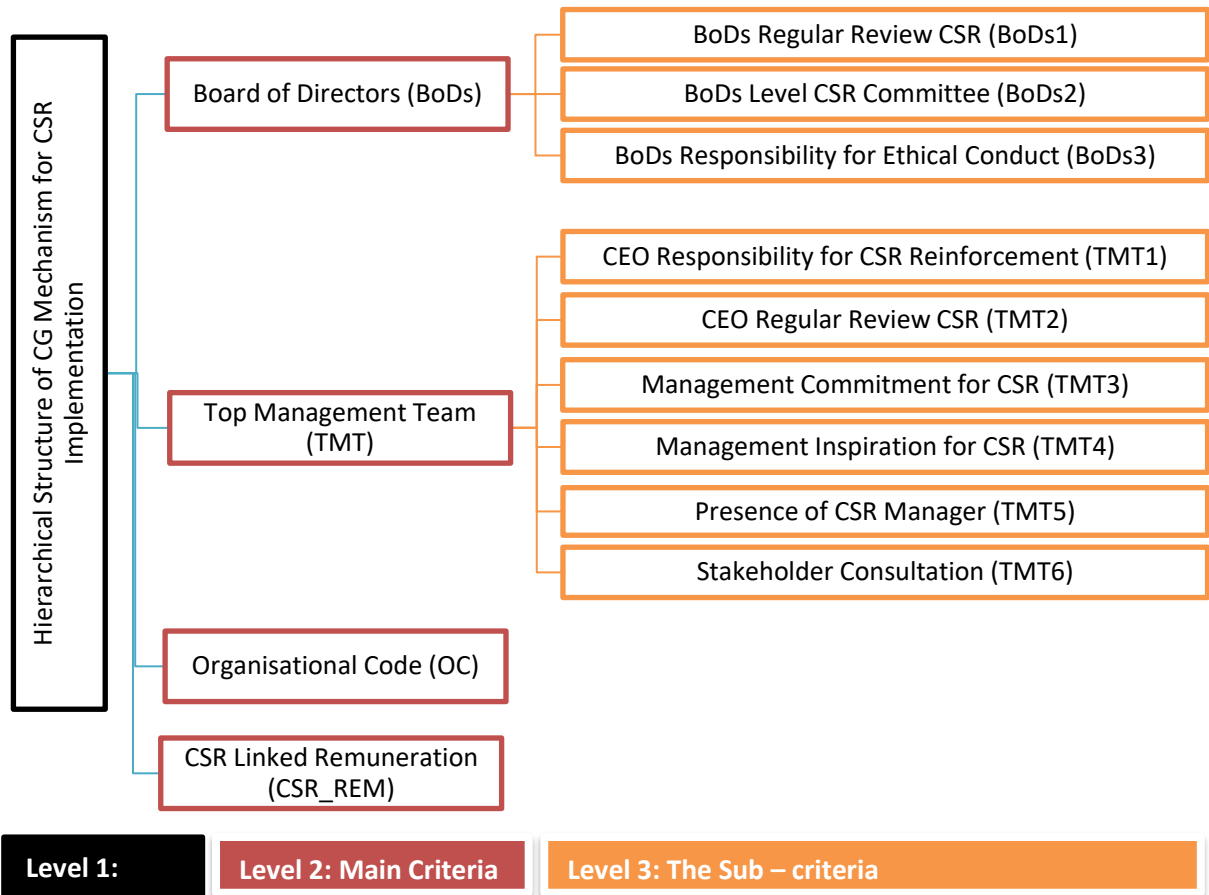 Hierarchical Structure of CG Mechanism for CSR
Implementation
Board of Directors (BoDs)
BoDs Regular Review CSR (BoDs1)
BoDs Level CSR Committee (BoDs2)
BoDs Responsibility for Ethical Conduct (BoDs3)
Top Management Team
(TMT)
CEO Responsibility for CSR Reinforcement (TMT1)
CEO Regular Review CSR (TMT2)
Management Commitment for CSR (TMT3)
Management Inspiration for CSR (TMT4)
Presence of CSR Manager (TMT5)
Stakeholder Consultation (TMT6)
Organisational Code (OC)
CSR Linked Remuneration
(CSR_REM)
Level 1:
Level 2: Main Criteria
Level 3: The Sub – criteria